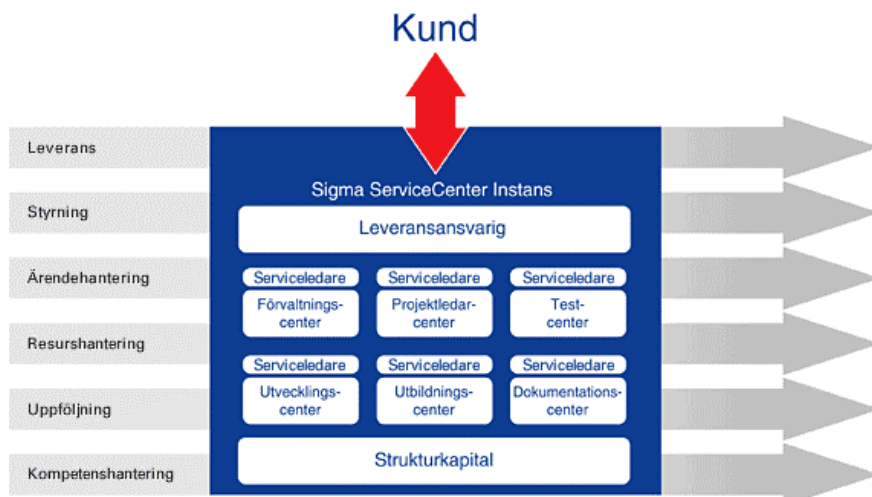 Kund
Leverans
Styrning
Ärendehantering
Resurshantering
Uppföljning
Kompetenshantering
Sigma ServiceCenter Instans
Leveransansvarig
Serviceledare
Förvaltnings-
center
Serviceledare
Projektledar-
center
Serviceledare
Test-
center
Serviceledare
Utvecklings-
center
Serviceledare
Utbildnings-
center
Serviceledare
Dokumentations-
center
Strukturkapital